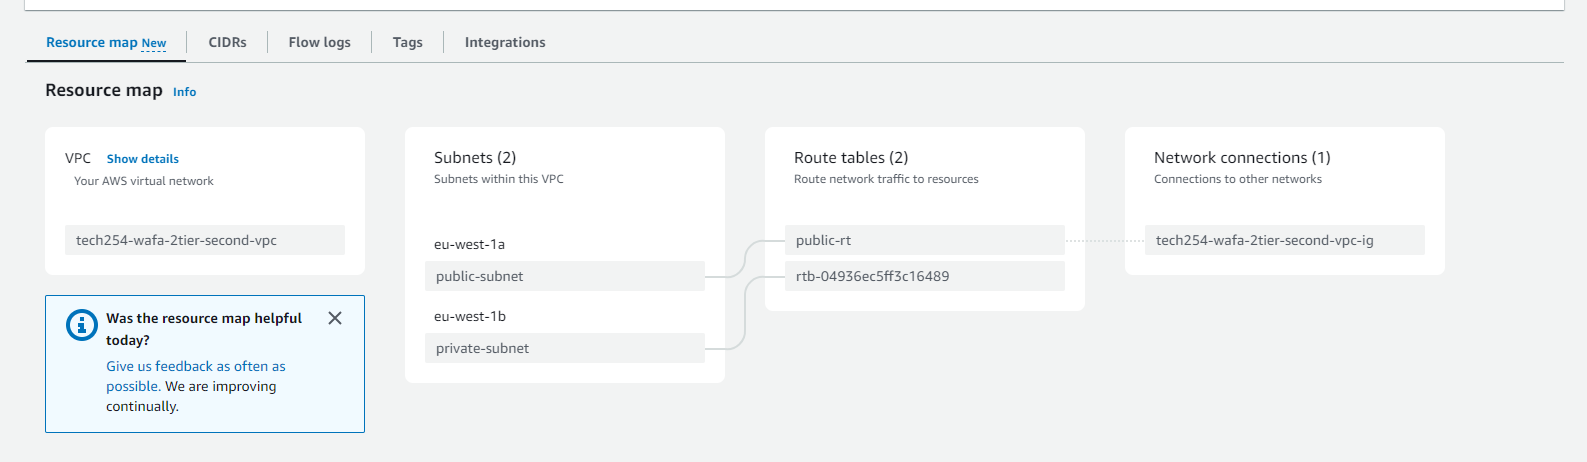 Resource map New
CIDRs
Flow logs
Tags
Integrations
Resource map Info
VPC Show details
Your AWS virtual network
tech254-wafa-2tier-second-vpc
Was the resource map helpful
today?
Give us feedback as often as
possible. We are improving
continually.
Subnets (2)
Subnets within this VPC
eu-west-1a
public-subnet
eu-west-1b
private-subnet
Route tables (2)
Route network traffic to resources
public-rt
rtb-04936ec5ff3c16489
Network connections (1)
Connections to other networks
tech254-wafa-2tier-second-vpc-ig